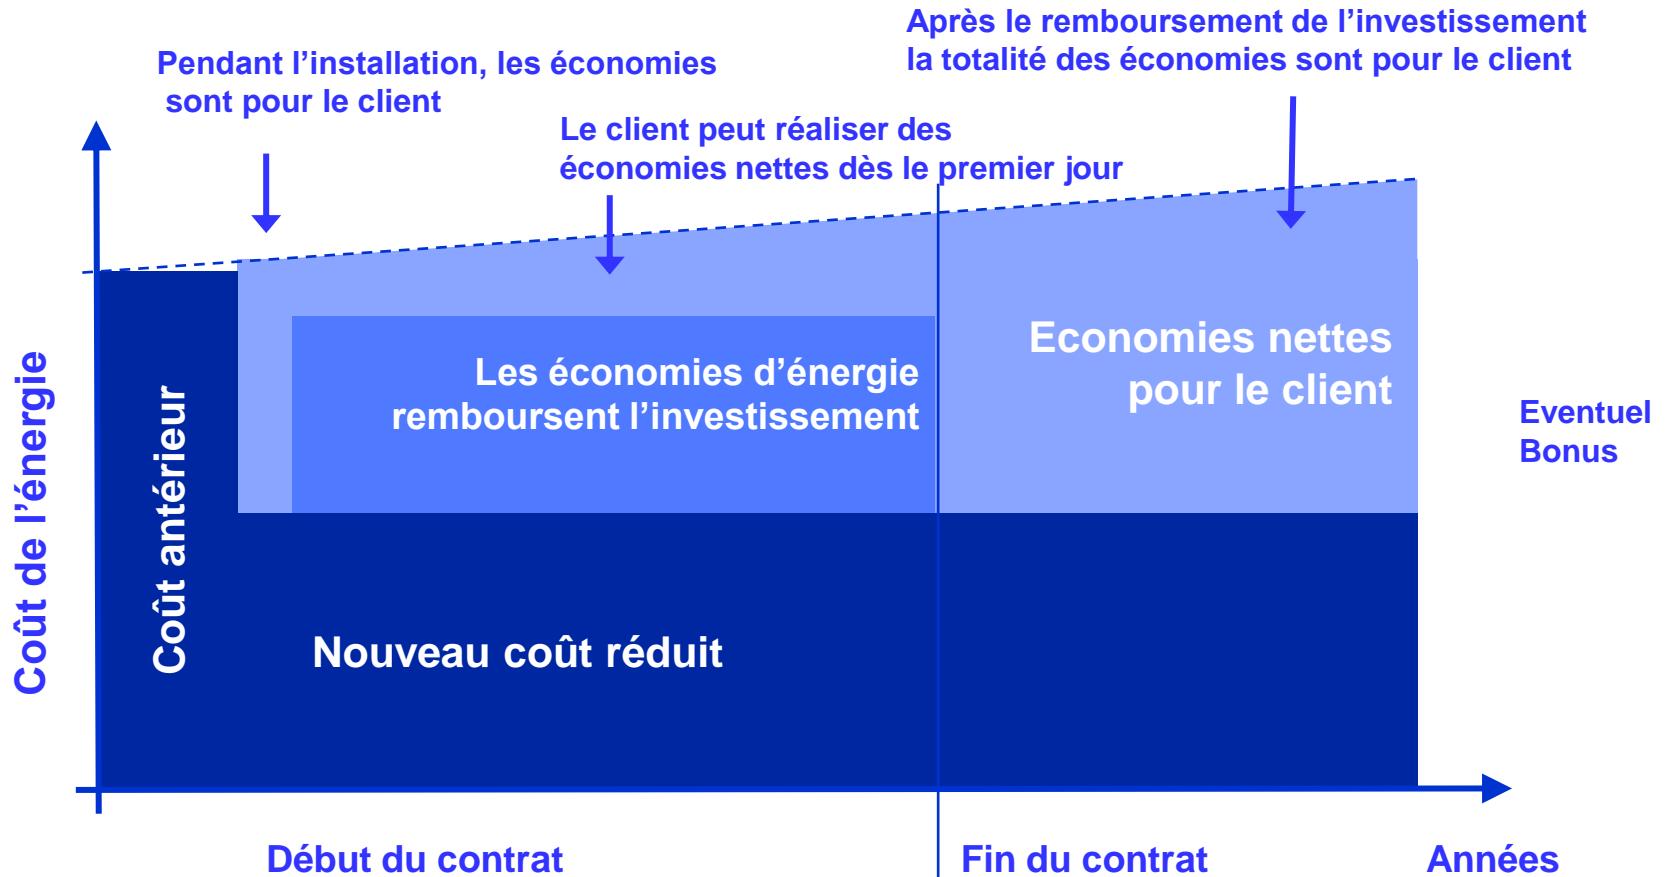 Après le remboursement de l’investissement
la totalité des économies sont pour le client
Pendant l’installation, les économies
sont pour le client
Le client peut réaliser des
économies nettes dès le premier jour
Coût de l’énergie
Coût antérieur
Les économies d’énergie
remboursent l’investissement
Economies nettes
pour le client
Eventuel
Bonus
Nouveau coût réduit
Début du contrat
Fin du contrat
Années